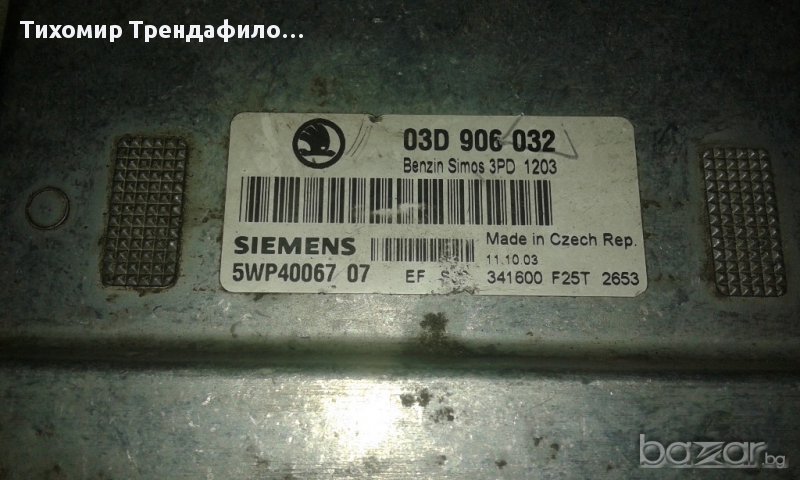 Тихомир Трендафило...
03D 906 032
Benzin Simos 3PD 1203
SIEMENS
Made in Czech Rep.
11.10.03
5WP40067 07
EF
341600 F25T 2653
bazar.bg